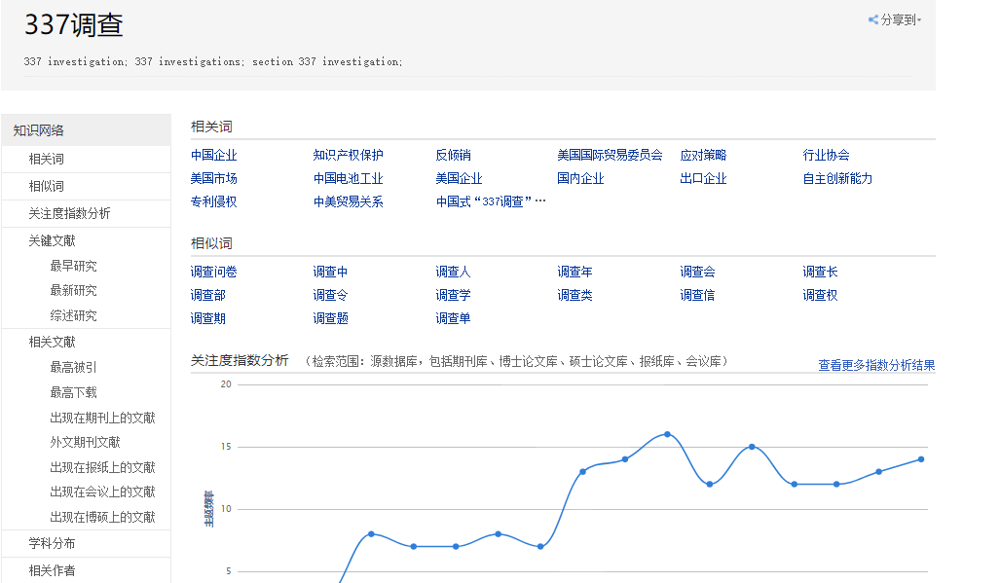 337调查
分享到
337 investigation; 337 investigations; section 337 investigation;
知识网络
相关词
相似词
关注度指数分析
关键文献
最早研究
最新研究
综述研究
相关文献
最高被引
最高下载
出现在期刊上的文献
外文期刊文献
出现在报纸上的文献
出现在会议上的文献
出现在博硕上的文献
学科分布
相关作者
相关词
中国企业 知识产权保护 反倾销 美国国际贸易委员会 应对策略 行业协会
美国市场 中国电池工业 美国企业 国内企业 出口企业 自主创新能力
专利侵权 中美贸易关系 中国式“337调查”…
相似词
调查问卷 调查中 调查人 调查年 调查会 调查长
调查部 调查令 调查学 调查类 调查信 调查权
调查期 调查题 调查单
关注度指数分析 （检索范围：源数据库，包括期刊库、博士论文库、硕士论文库、报纸库、会议库） 查看更多指数分析结果
20
15
10
5
主题频率